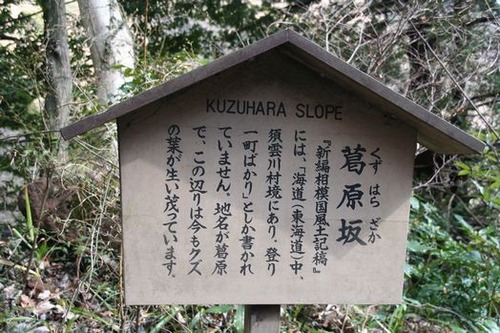 KUZUHARA SLOPE
葛原坂
くず はら ざか
『新編相模国風土記稿』
には、「海道（東海道）中、
須雲川村境にあり、登り
一町ばかり」としか書かれ
ていません。地名が葛原
で、この辺りは今もクズ
の葉が生い茂っています。